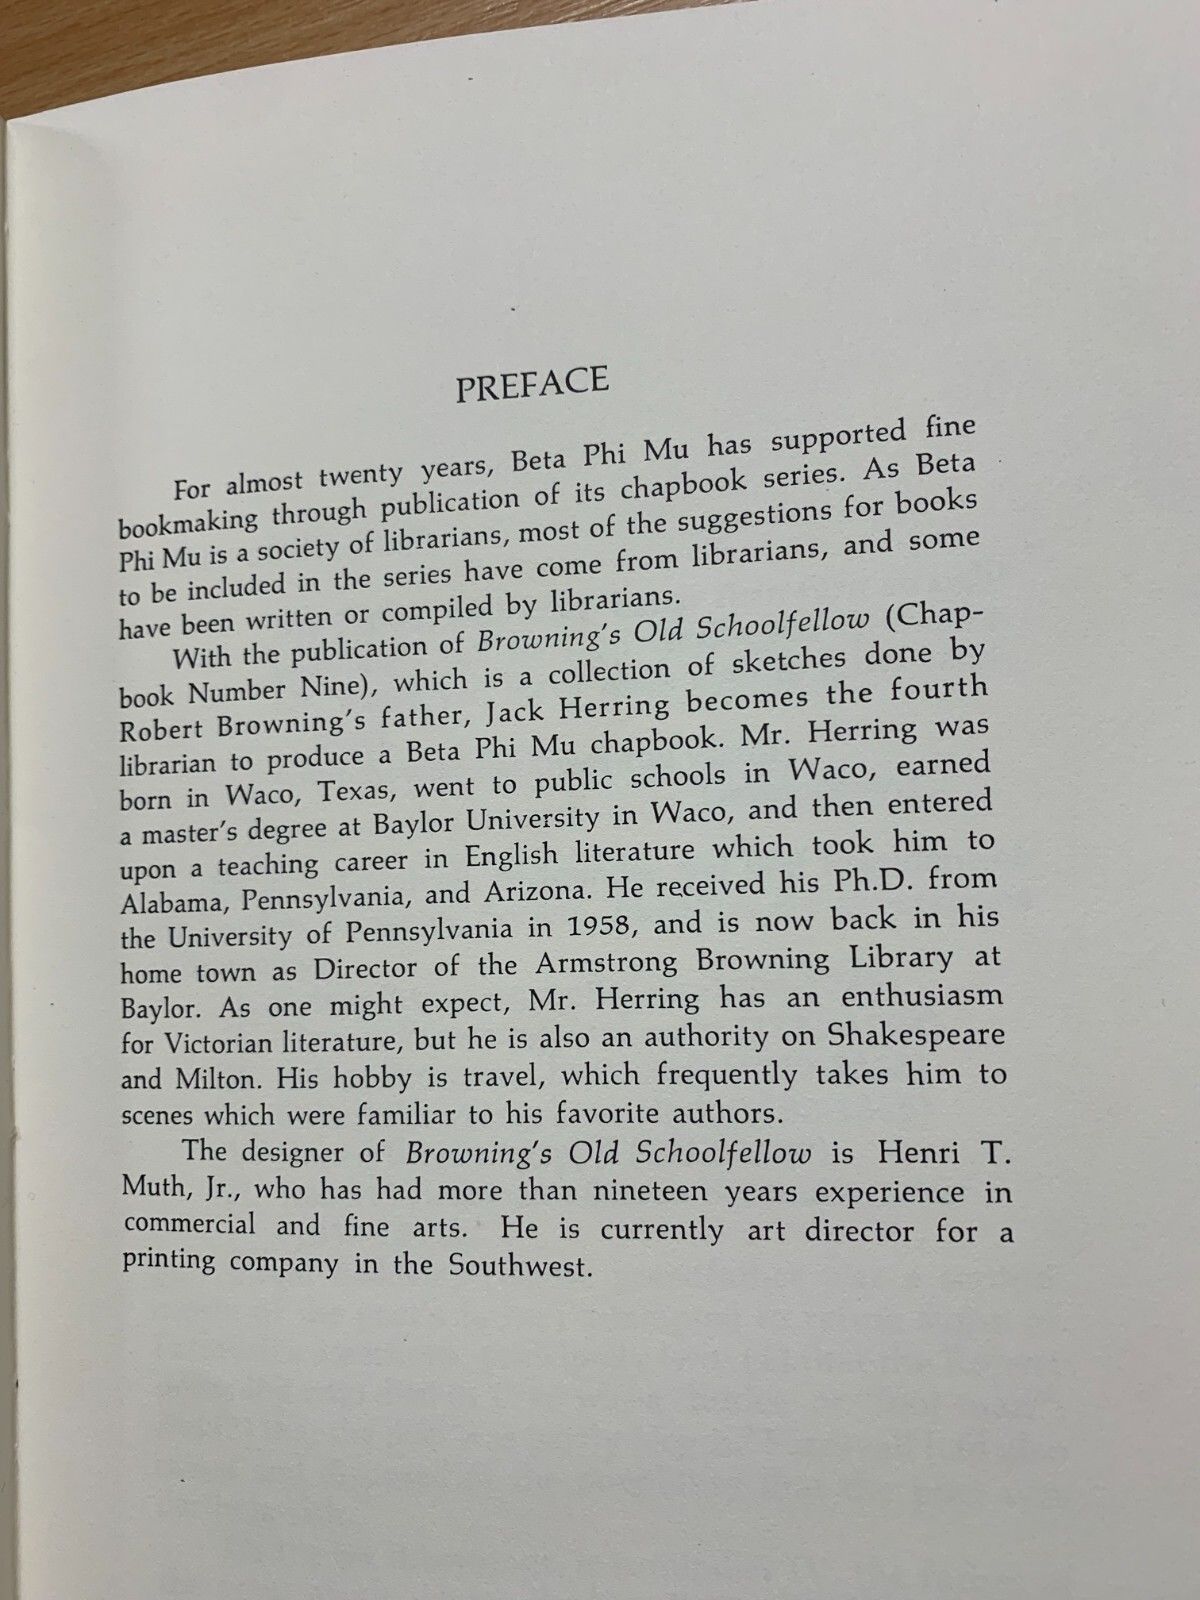 PREFACE
For almost twenty years, Beta Phi Mu has supported fine
bookmaking through publication of its chapbook series. As Beta
Phi Mu is a society of librarians, most of the suggestions for books
to be included in the series have come from librarians, and some
have been written or compiled by librarians.
With the publication of Browning's Old Schoolfellow (Chap-
book Number Nine), which is a collection of sketches done by
Robert Browning's father, Jack Herring becomes the fourth
librarian to produce a Beta Phi Mu chapbook. Mr. Herring was
born in Waco, Texas, went to public schools in Waco, earned
a master's degree at Baylor University in Waco, and then entered
upon a teaching career in English literature which took him to
Alabama, Pennsylvania, and Arizona. He received his Ph.D. from
the University of Pennsylvania in 1958, and is now back in his
home town as Director of the Armstrong Browning Library at
Baylor. As one might expect, Mr. Herring has an enthusiasm
for Victorian literature, but he is also an authority on Shakespeare
and Milton. His hobby is travel, which frequently takes him to
scenes which were familiar to his favorite authors.
The designer of Browning's Old Schoolfellow is Henri T.
Muth, Jr., who has had more than nineteen years experience in
commercial and fine arts. He is currently art director for a
printing company in the Southwest.